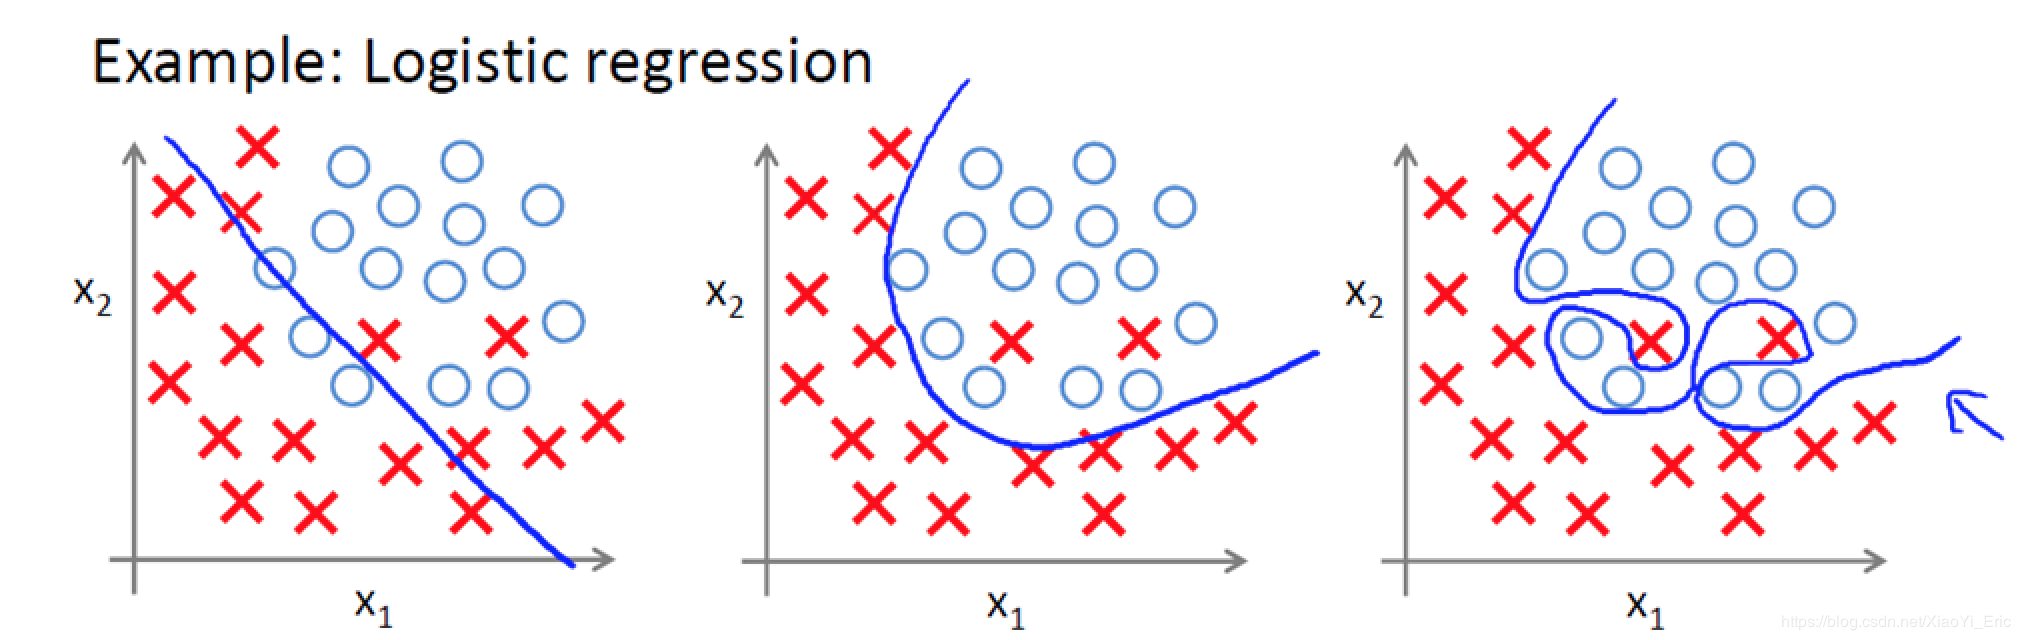 Example: Logistic regression
x2
x1
x2
x1
x2
x1
https://blog.csdn.net/XiaoYi_Eric